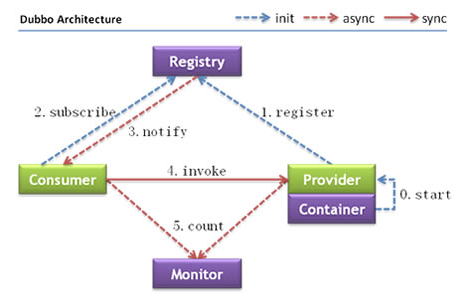 Dubbo Architecture
init
async
sync
Registry
2. subscribe
1. register
3. notify
Consumer
4. invoke
Provider
Container
0. start
5. count
Monitor